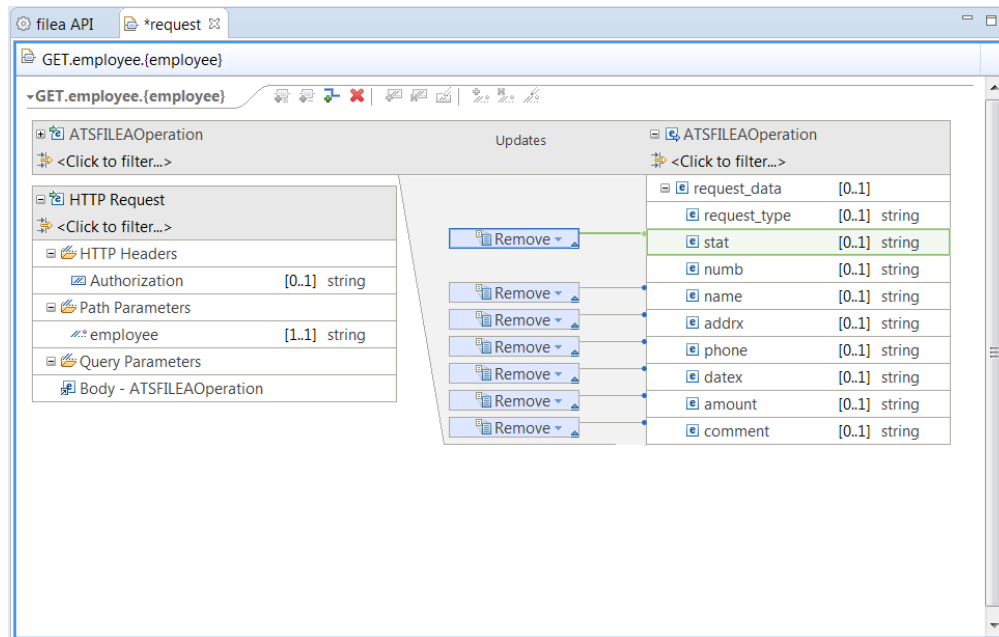 filea API
*request
GET.employee.{employee}
GET.employee.{employee}
ATSFILEAOperation
<Click to filter...>
HTTP Request
<Click to filter...>
HTTP Headers
Authorization [0..1] string
Path Parameters
employee [1..1] string
Query Parameters
Body - ATSFILEAOperation
Updates
Remove
Remove
Remove
Remove
Remove
Remove
Remove
ATSFILEAOperation
<Click to filter...>
request_data [0..1]
request_type [0..1] string
stat [0..1] string
numb [0..1] string
name [0..1] string
addrx [0..1] string
phone [0..1] string
datex [0..1] string
amount [0..1] string
comment [0..1] string